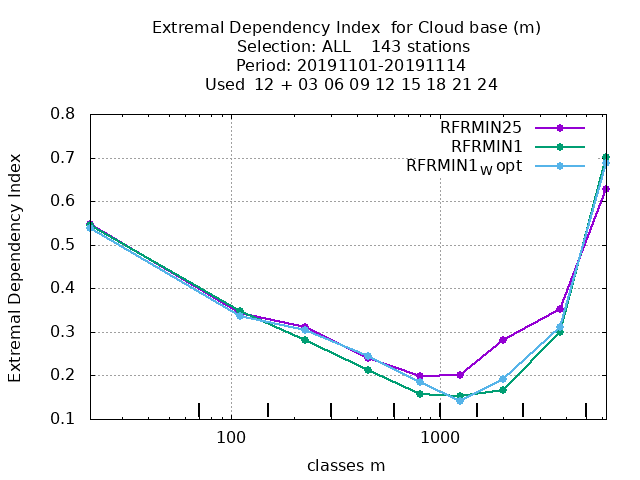 Extremal Dependency Index  for Cloud base (m)
Selection: ALL    143 stations
Period: 20191101-20191114
Used  12 + 03 06 09 12 15 18 21 24
RFRMIN25
RFRMIN1
RFRMIN1W opt
Extremal Dependency Index
0.8
0.7
0.6
0.5
0.4
0.3
0.2
0.1
100
1000
classes m